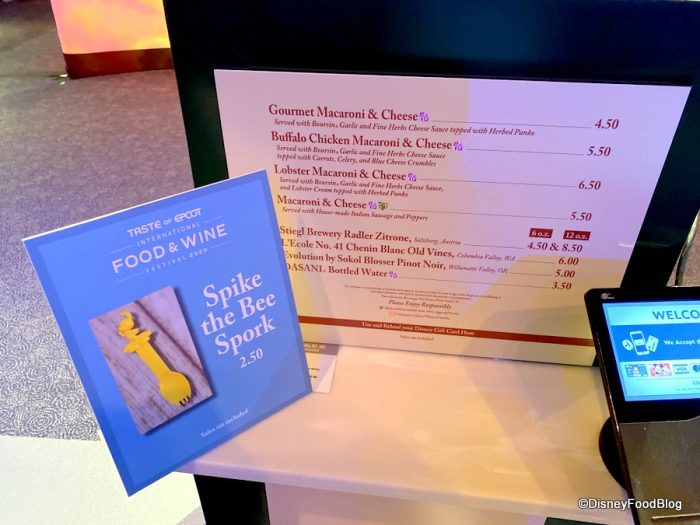 TASTE OF EPCOT
INTERNATIONAL
FOOD & WINE
FESTIVAL 2020
Spike
the Bee
Spork
2.50
Sales tax included
Gourmet Macaroni & Cheese 4.50
Served with Boursin, Garlic and Fine Herbs Cheese Sauce topped with Herbed Panko
Buffalo Chicken Macaroni & Cheese 5.50
Served with Boursin, Garlic and Fine Herbs Cheese Sauce
topped with Carrots, Celery, and Blue Cheese Crumbles
Lobster Macaroni & Cheese 6.50
Served with Boursin, Garlic and Fine Herbs Cheese Sauce,
and Lobster Cream topped with Herbed Panko
Macaroni & Cheese 5.50
Served with House-made Italian Sausage and Peppers
6 o.z. 12 o.z.
Stiegl Brewery Radler Zitrone, Salzburg, Austria 4.50 & 8.50
L'Ecole No. 41 Chenin Blanc Old Vines, Columbia Valley, WA 6.00
Evolution by Sokol Blosser Pinot Noir, Willamette Valley, OR 5.00
DASANI Bottled Water 3.50
Please Enjoy Responsibly
Use and Reload your Disney Gift Card Here
Sales tax included
VALID ID
WELCO
We Accept
VISA
©DisneyFoodBlog